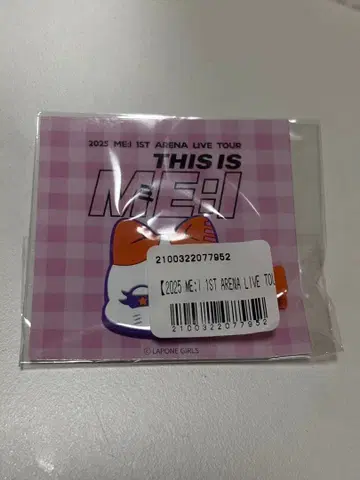 2025 ME:I 1ST ARENA LIVE TOUR
THIS IS
ME:I
2100322077952
【2025 ME:I 1ST ARENA LIVE TOU
2100322077952
© LAPONE GIRLS